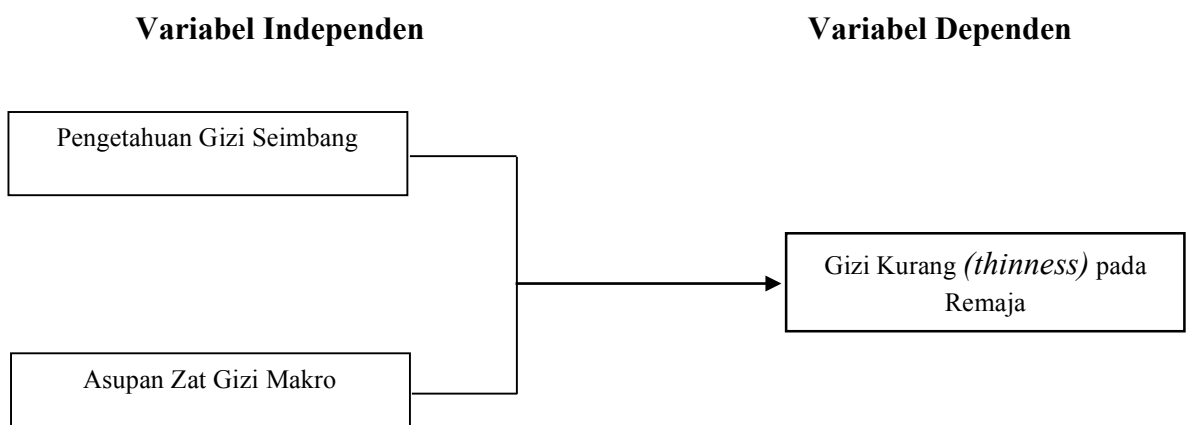 Variabel Independen
Variabel Dependen
Pengetahuan Gizi Seimbang
Gizi Kurang (thinness) pada
Remaja
Asupan Zat Gizi Makro